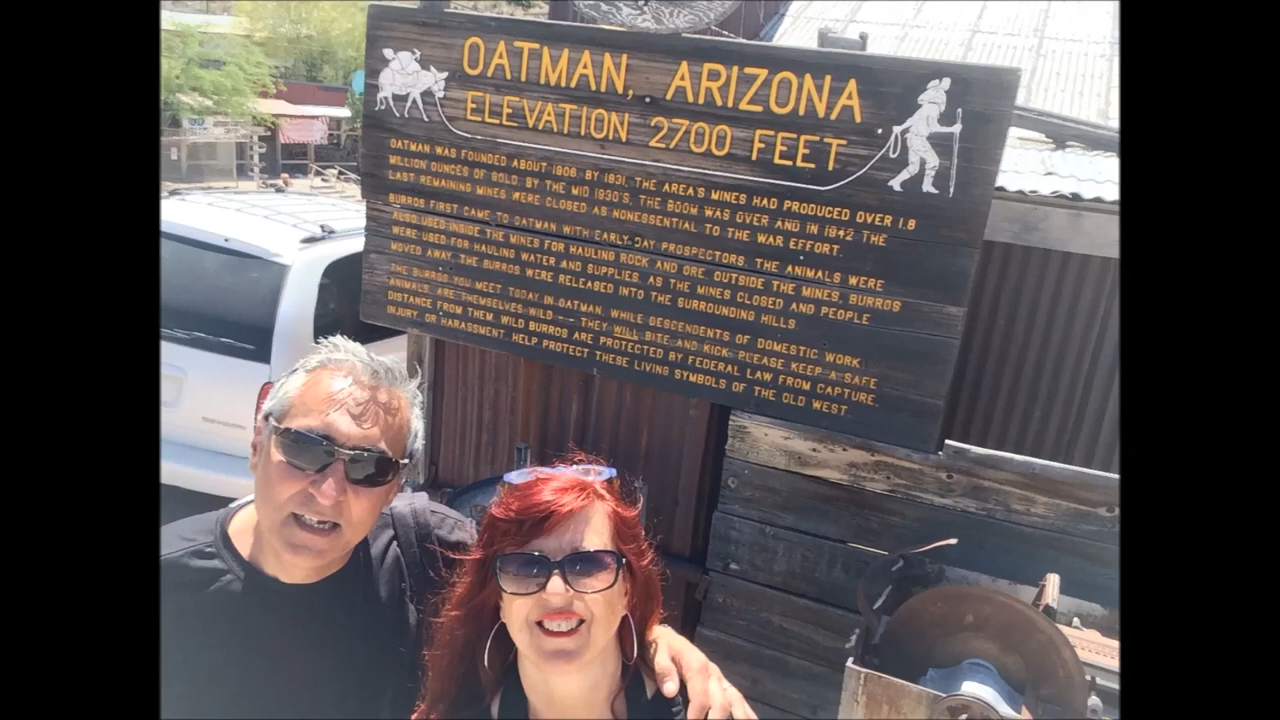 OATMAN, ARIZONA
ELEVATION 2700 FEET
OATMAN WAS FOUNDED ABOUT 1906. BY 1931, THE AREA'S MINES HAD PRODUCED OVER 1.8
MILLION OUNCES OF GOLD. BY THE MID 1930'S, THE BOOM WAS OVER AND IN 1942 THE
LAST REMAINING MINES WERE CLOSED AS NONESSENTIAL TO THE WAR EFFORT.
BURROS FIRST CAME TO OATMAN WITH EARLY DAY PROSPECTORS. THE ANIMALS WERE
ALSO USED INSIDE THE MINES FOR HAULING ROCK AND ORE. OUTSIDE THE MINES, BURROS
WERE USED FOR HAULING WATER AND SUPPLIES. AS THE MINES CLOSED AND PEOPLE
MOVED AWAY, THE BURROS WERE RELEASED INTO THE SURROUNDING HILLS.
THE BURROS YOU MEET TODAY IN OATMAN, WHILE DESCENDENTS OF DOMESTIC WORK
ANIMALS, ARE THEMSELVES WILD -- THEY WILL BITE AND KICK. PLEASE KEEP A SAFE
DISTANCE FROM THEM. WILD BURROS ARE PROTECTED BY FEDERAL LAW FROM CAPTURE,
INJURY, OR HARASSMENT. HELP PROTECT THESE LIVING SYMBOLS OF THE OLD WEST.